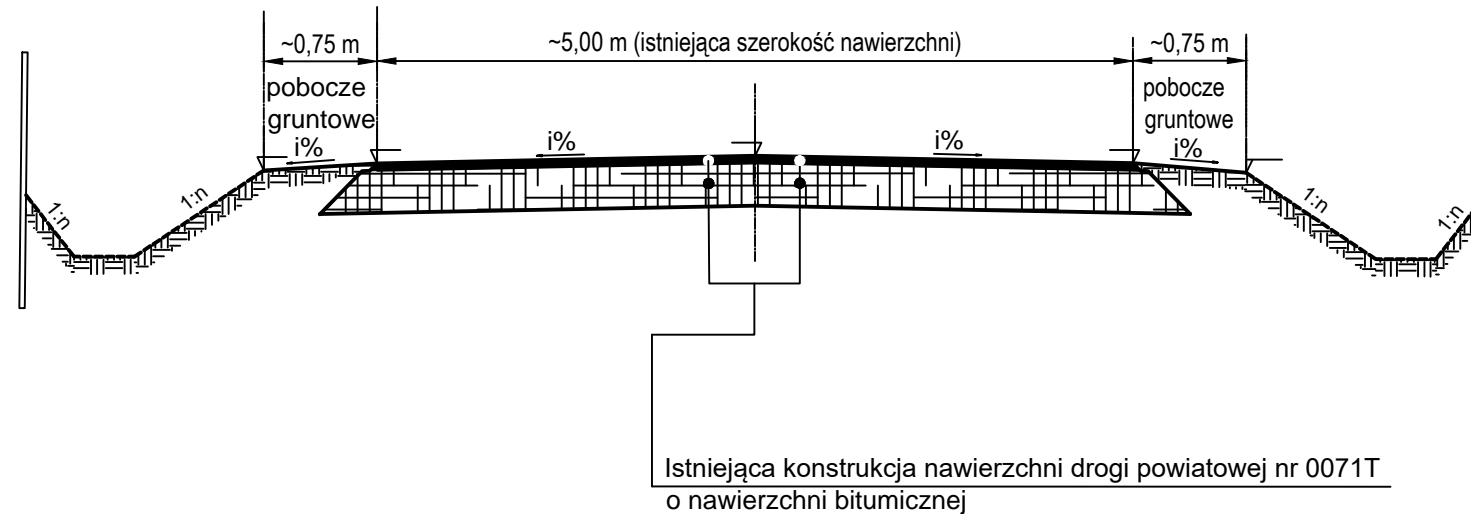 ~0,75 m
~5,00 m (istniejąca szerokość nawierzchni)
~0,75 m
pobocze
gruntowe
pobocze
gruntowe
i%
i%
i%
i%
1:n
1:n
1:n
1:n
Istniejąca konstrukcja nawierzchni drogi powiatowej nr 0071T
o nawierzchni bitumicznej